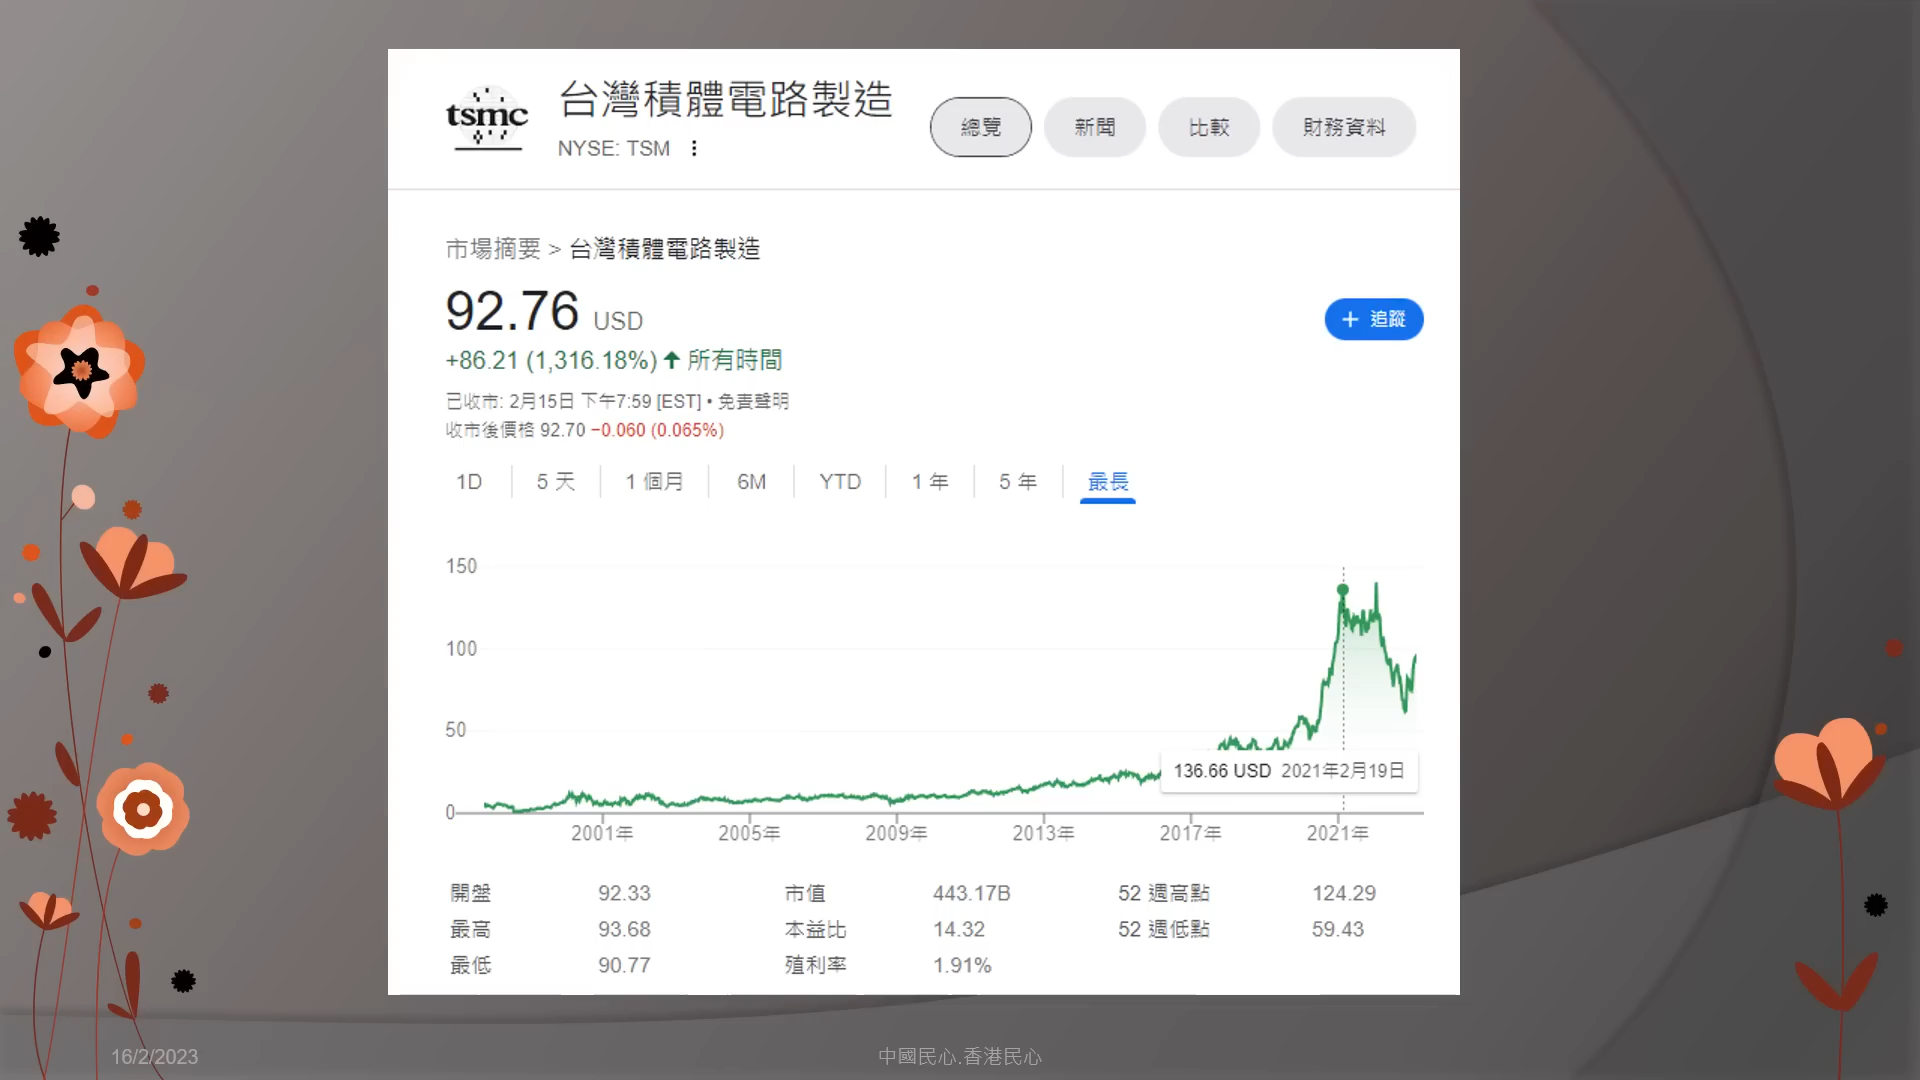 tsmc
台灣積體電路製造
NYSE: TSM
總覽
新聞
比較
財務資料
市場摘要 > 台灣積體電路製造
92.76 USD
+ 追蹤
+86.21 (1,316.18%) 所有時間
已收市: 2月15日 下午7:59 [EST] • 免責聲明
收市後價格 92.70 −0.060 (0.065%)
1D 5 天 1 個月 6M YTD 1 年 5 年 最長
150
100
50
0
136.66 USD 2021年2月19日
2001年 2005年 2009年 2013年 2017年 2021年
開盤 92.33 市值 443.17B 52 週高點 124.29
最高 93.68 本益比 14.32 52 週低點 59.43
最低 90.77 殖利率 1.91%
16/2/2023
中國民心.香港民心